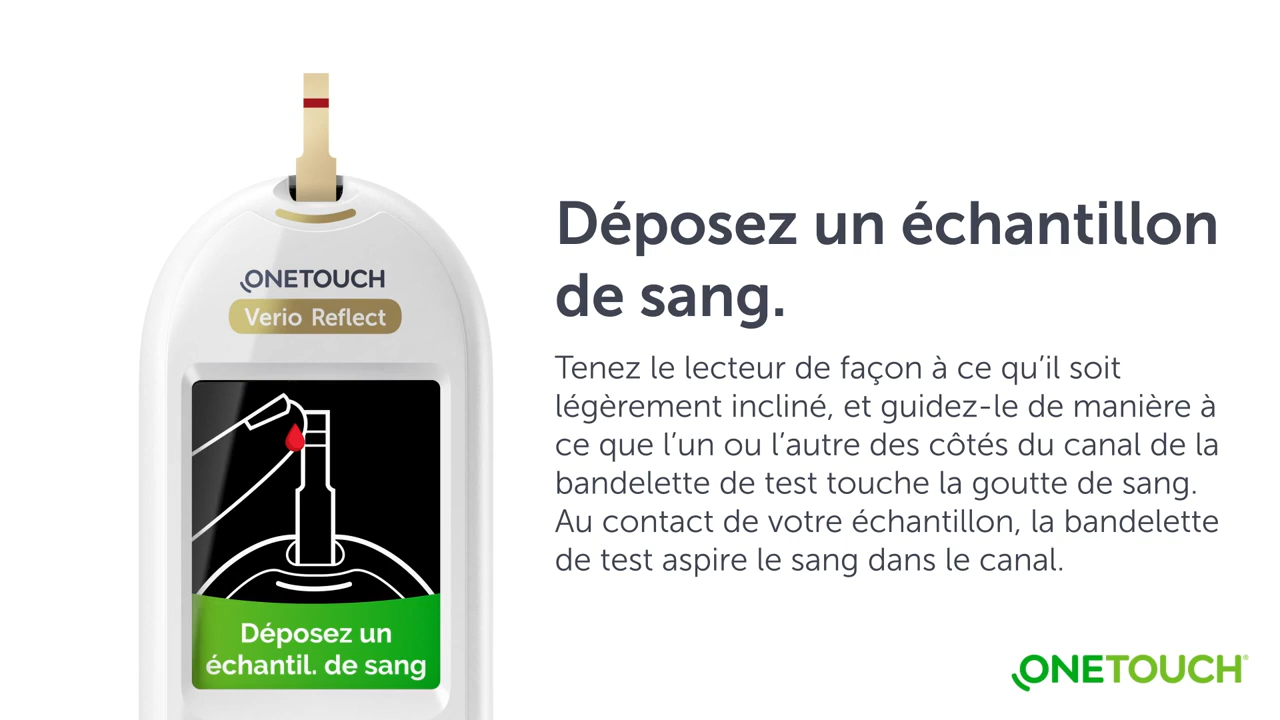 ONETOUCH
Verio Reflect
Déposez un
échantil. de sang
Déposez un échantillon
de sang.
Tenez le lecteur de façon à ce qu’il soit
légèrement incliné, et guidez-le de manière à
ce que l’un ou l’autre des côtés du canal de la
bandelette de test touche la goutte de sang.
Au contact de votre échantillon, la bandelette
de test aspire le sang dans le canal.
ONETOUCH®